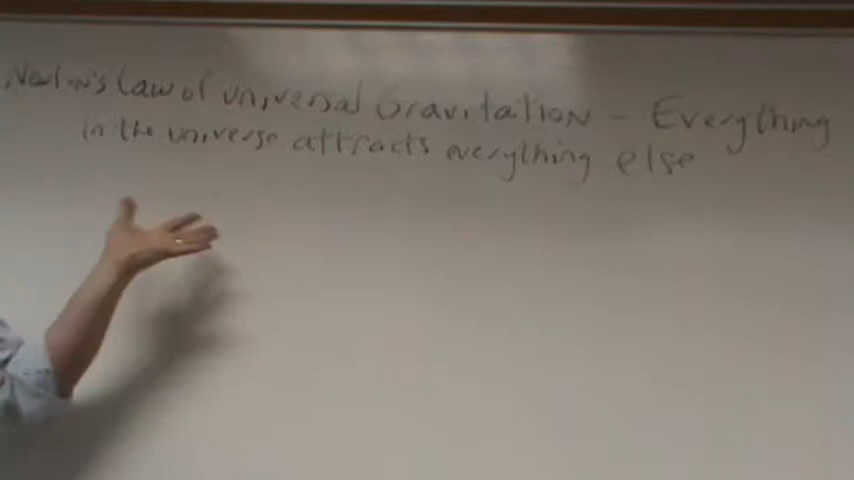 Newton's Law of universal Gravitation - Everything
in the universe attracts everything else